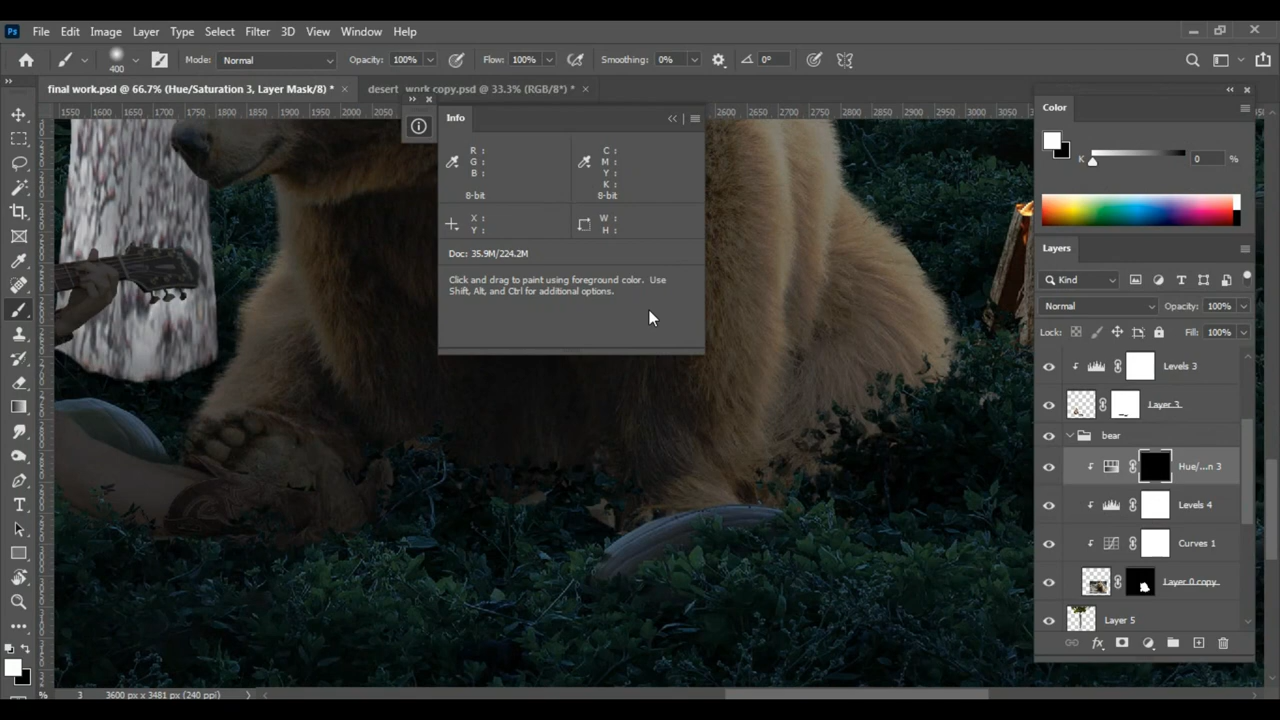 Ps File Edit Image Layer Type Select Filter 3D View Window Help
400 Mode: Normal Opacity: 100% Flow: 100% Smoothing: 0% 0°
final work.psd @ 66.7% (Hue/Saturation 3, Layer Mask/8) * desert work copy.psd @ 33.3% (RGB/8*) *
1550 1600 1650 1700 1750 1800 1850 1900 1950 2000 2050 2600 2650 2700 2750 2800 2850 2900 2950 3000 3050
Info
R :
G :
B :
8-bit
C :
M :
Y :
K :
8-bit
X :
Y :
W :
H :
Doc: 35.9M/224.2M
Click and drag to paint using foreground color. Use
Shift, Alt, and Ctrl for additional options.
Color
K 0 %
Layers
Kind
Normal Opacity: 100%
Lock: Fill: 100%
Levels 3
Layer 3
bear
Hue/...n 3
Levels 4
Curves 1
Layer 0 copy
Layer 5
fx
% 3 3600 px x 3481 px (240 ppi)